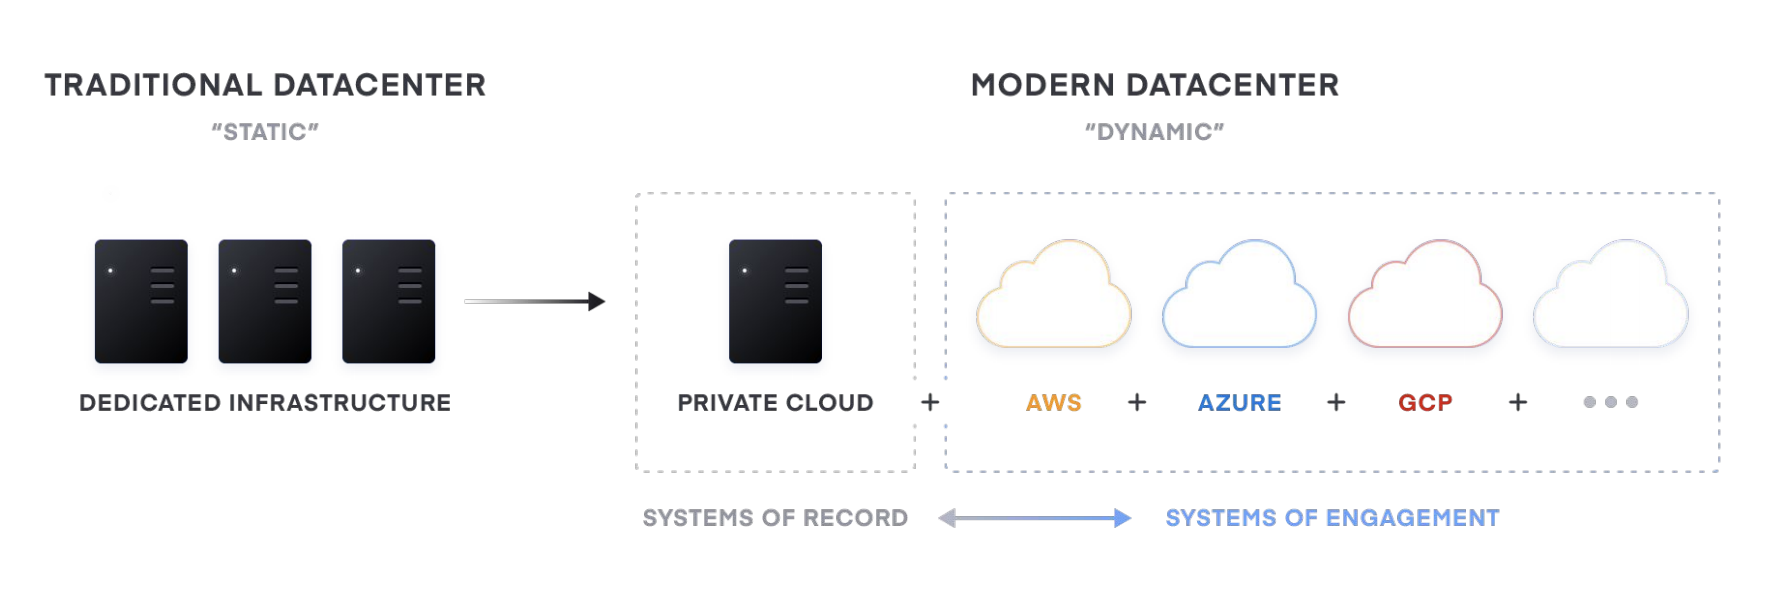 TRADITIONAL DATACENTER
“STATIC”
DEDICATED INFRASTRUCTURE
MODERN DATACENTER
“DYNAMIC”
PRIVATE CLOUD + AWS + AZURE + GCP + •••
SYSTEMS OF RECORD
SYSTEMS OF ENGAGEMENT